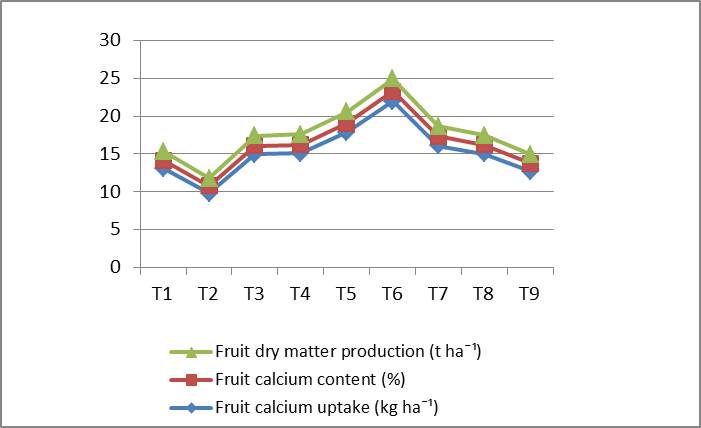 30
25
20
15
10
5
0
T1 T2 T3 T4 T5 T6 T7 T8 T9
Fruit dry matter production (t ha⁻¹)
Fruit calcium content (%)
Fruit calcium uptake (kg ha⁻¹)